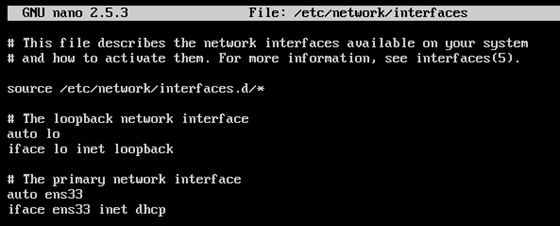 GNU nano 2.5.3 File: /etc/network/interfaces
# This file describes the network interfaces available on your system
# and how to activate them. For more information, see interfaces(5).
source /etc/network/interfaces.d/*
# The loopback network interface
auto lo
iface lo inet loopback
# The primary network interface
auto ens33
iface ens33 inet dhcp